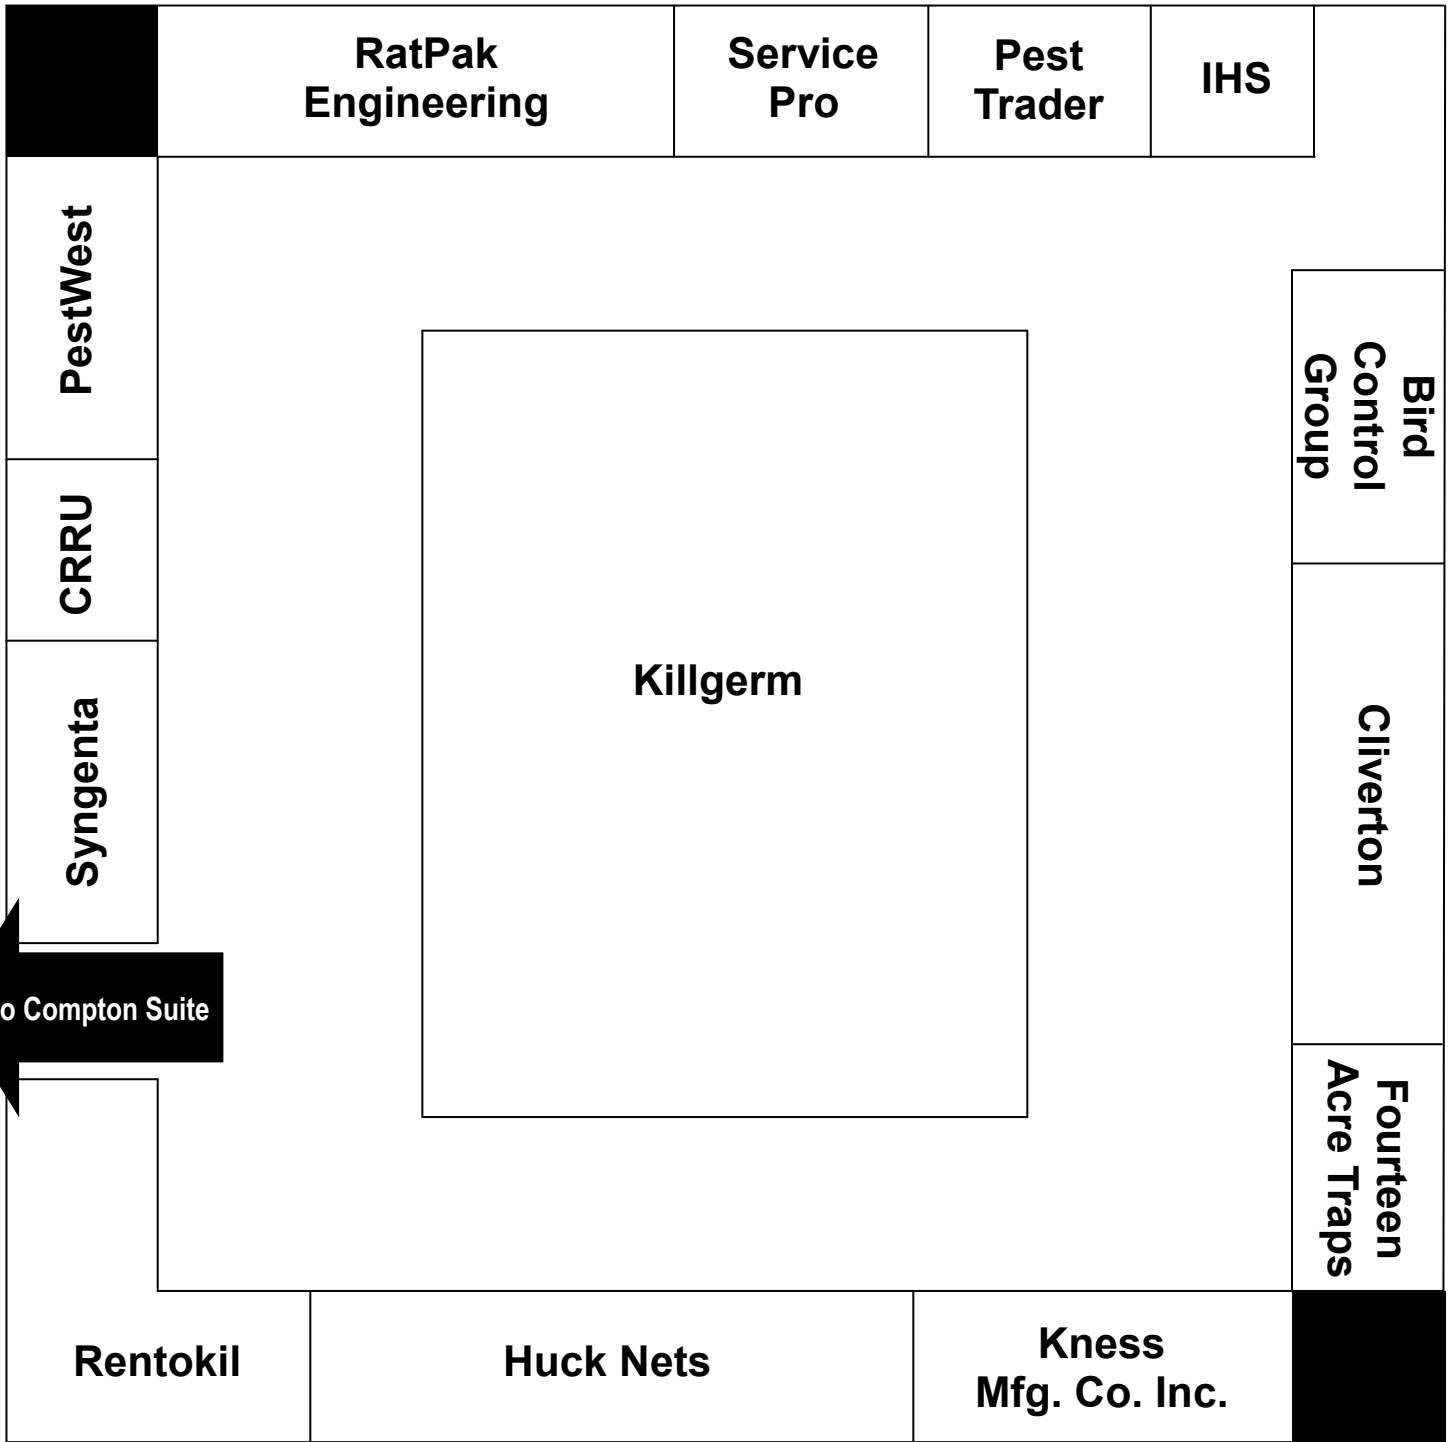 RatPak
Engineering
Service
Pro
Pest
Trader
IHS
PestWest
Bird
Control
Group
CRRU
Killgerm
Syngenta
Cliverton
o Compton Suite
Fourteen
Acre Traps
Rentokil
Huck Nets
Kness
Mfg. Co. Inc.